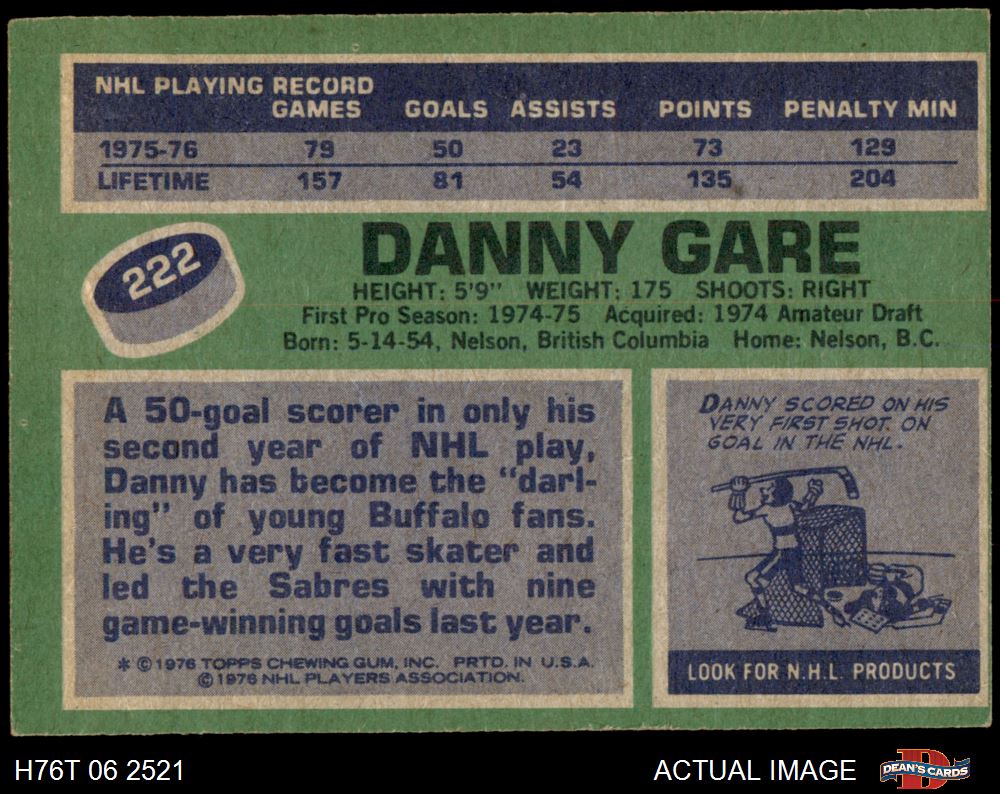 NHL PLAYING RECORD
GAMES GOALS ASSISTS POINTS PENALTY MIN
1975-76 79 50 23 73 129
LIFETIME 157 81 54 135 204
222
DANNY GARE
HEIGHT: 5'9" WEIGHT: 175 SHOOTS: RIGHT
First Pro Season: 1974-75 Acquired: 1974 Amateur Draft
Born: 5-14-54, Nelson, British Columbia Home: Nelson, B.C.
A 50-goal scorer in only his
second year of NHL play,
Danny has become the "darl-
ing" of young Buffalo fans.
He's a very fast skater and
led the Sabres with nine
game-winning goals last year.
* © 1976 TOPPS CHEWING GUM, INC. PRTD. IN U.S.A.
© 1976 NHL PLAYERS ASSOCIATION.
DANNY SCORED ON HIS
VERY FIRST SHOT ON
GOAL IN THE NHL.
LOOK FOR N.H.L. PRODUCTS
H76T 06 2521
ACTUAL IMAGE
D
DEAN'S CARDS